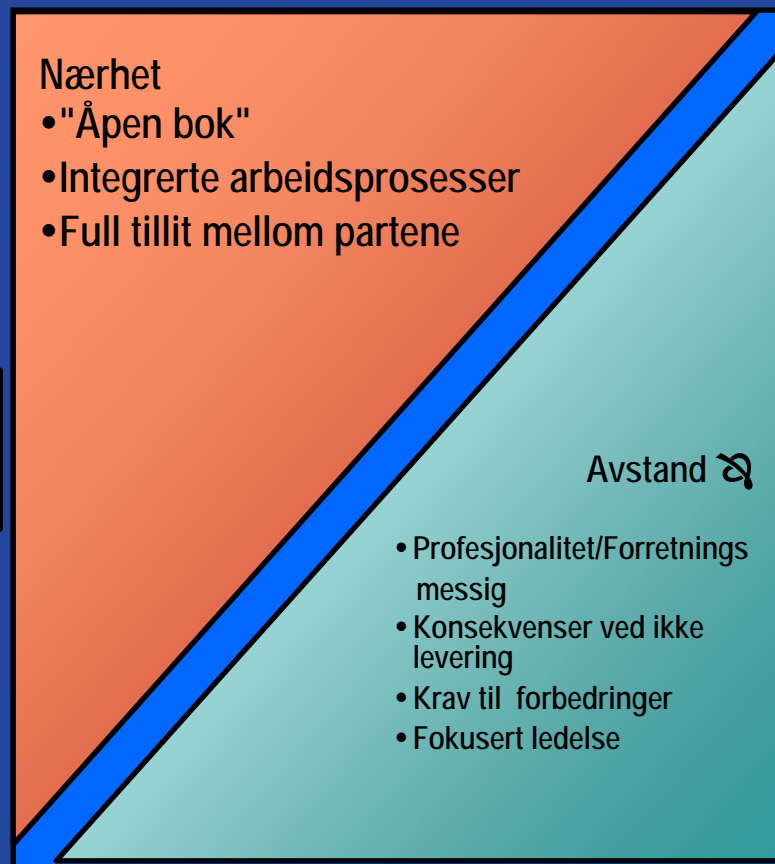 Nærhet
•"Åpen bok"
•Integrerte arbeidsprosesser
•Full tillit mellom partene
Avstand
• Profesjonalitet/Forretnings
messig
• Konsekvenser ved ikke
levering
• Krav til  forbedringer
• Fokusert ledelse